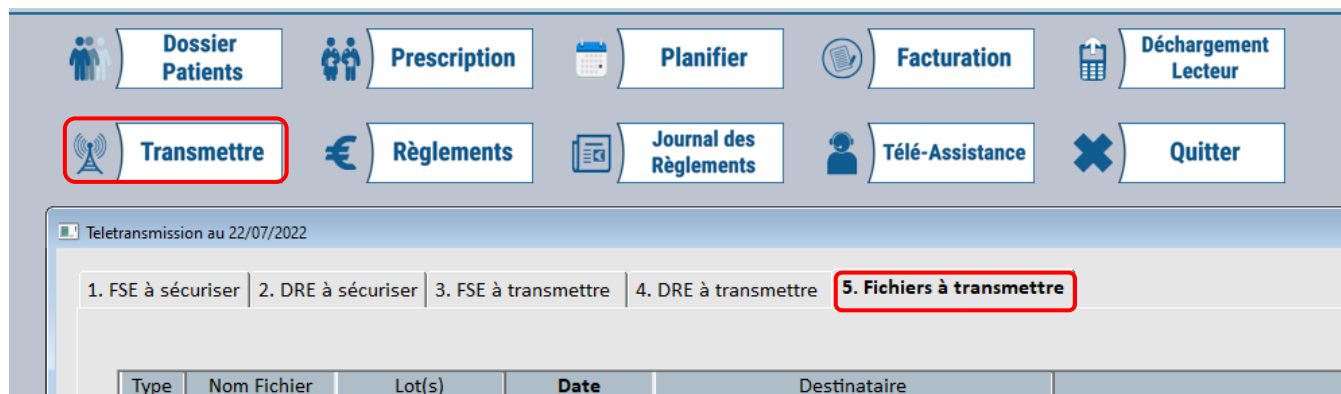 Dossier
Patients
Prescription
Planifier
Facturation
Déchargement
Lecteur
Transmettre
Règlements
Journal des
Règlements
Télé-Assistance
Quitter
Teletransmission au 22/07/2022
1. FSE à sécuriser
2. DRE à sécuriser
3. FSE à transmettre
4. DRE à transmettre
5. Fichiers à transmettre
Type
Nom Fichier
Lot(s)
Date
Destinataire